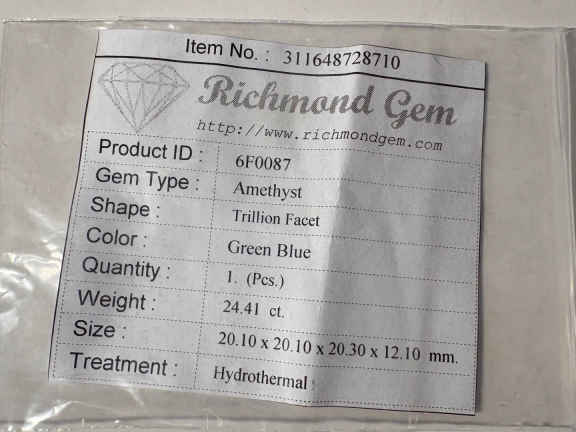 Item No. : 311648728710
Richmond Gem
http://www.richmondgem.com
Product ID : 6F0087
Gem Type : Amethyst
Shape : Trillion Facet
Color : Green Blue
Quantity : 1. (Pcs.)
Weight : 24.41 ct.
Size : 20.10 x 20.10 x 20.30 x 12.10 mm.
Treatment : Hydrothermal